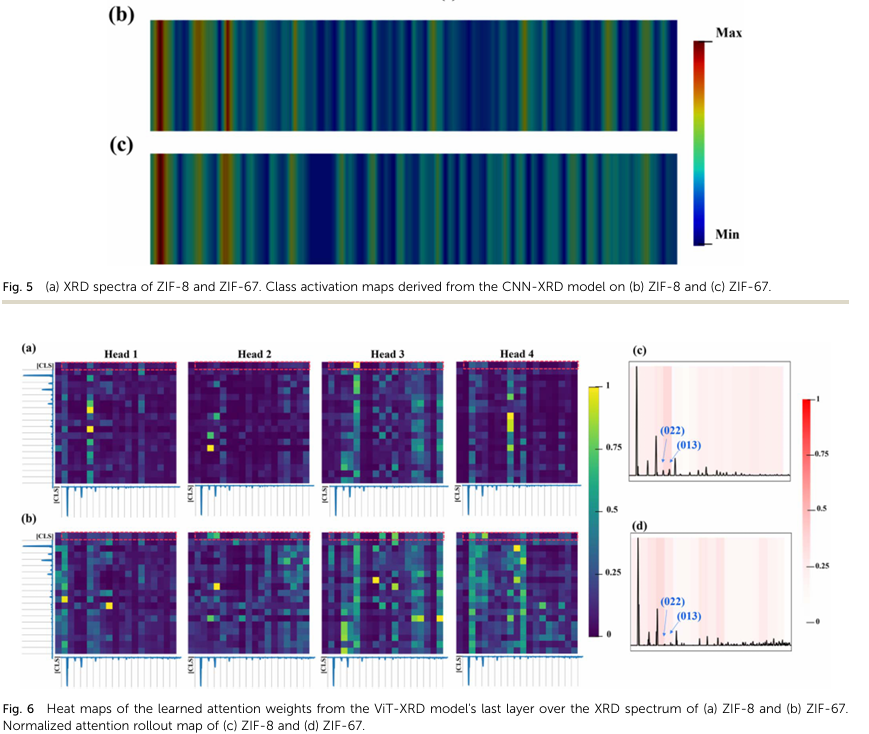 (b)
Max
(c)
Min
Fig. 5 (a) XRD spectra of ZIF-8 and ZIF-67. Class activation maps derived from the CNN-XRD model on (b) ZIF-8 and (c) ZIF-67.
(a)
Head 1
Head 2
Head 3
Head 4
(c)
[CLS]
1
0.75
0.5
0.25
0
(022)
(013)
1
0.75
0.5
0.25
0
[CLS]
[CLS]
[CLS]
[CLS]
(b)
[CLS]
(d)
(022)
(013)
[CLS]
[CLS]
[CLS]
[CLS]
Fig. 6 Heat maps of the learned attention weights from the ViT-XRD model's last layer over the XRD spectrum of (a) ZIF-8 and (b) ZIF-67.
Normalized attention rollout map of (c) ZIF-8 and (d) ZIF-67.